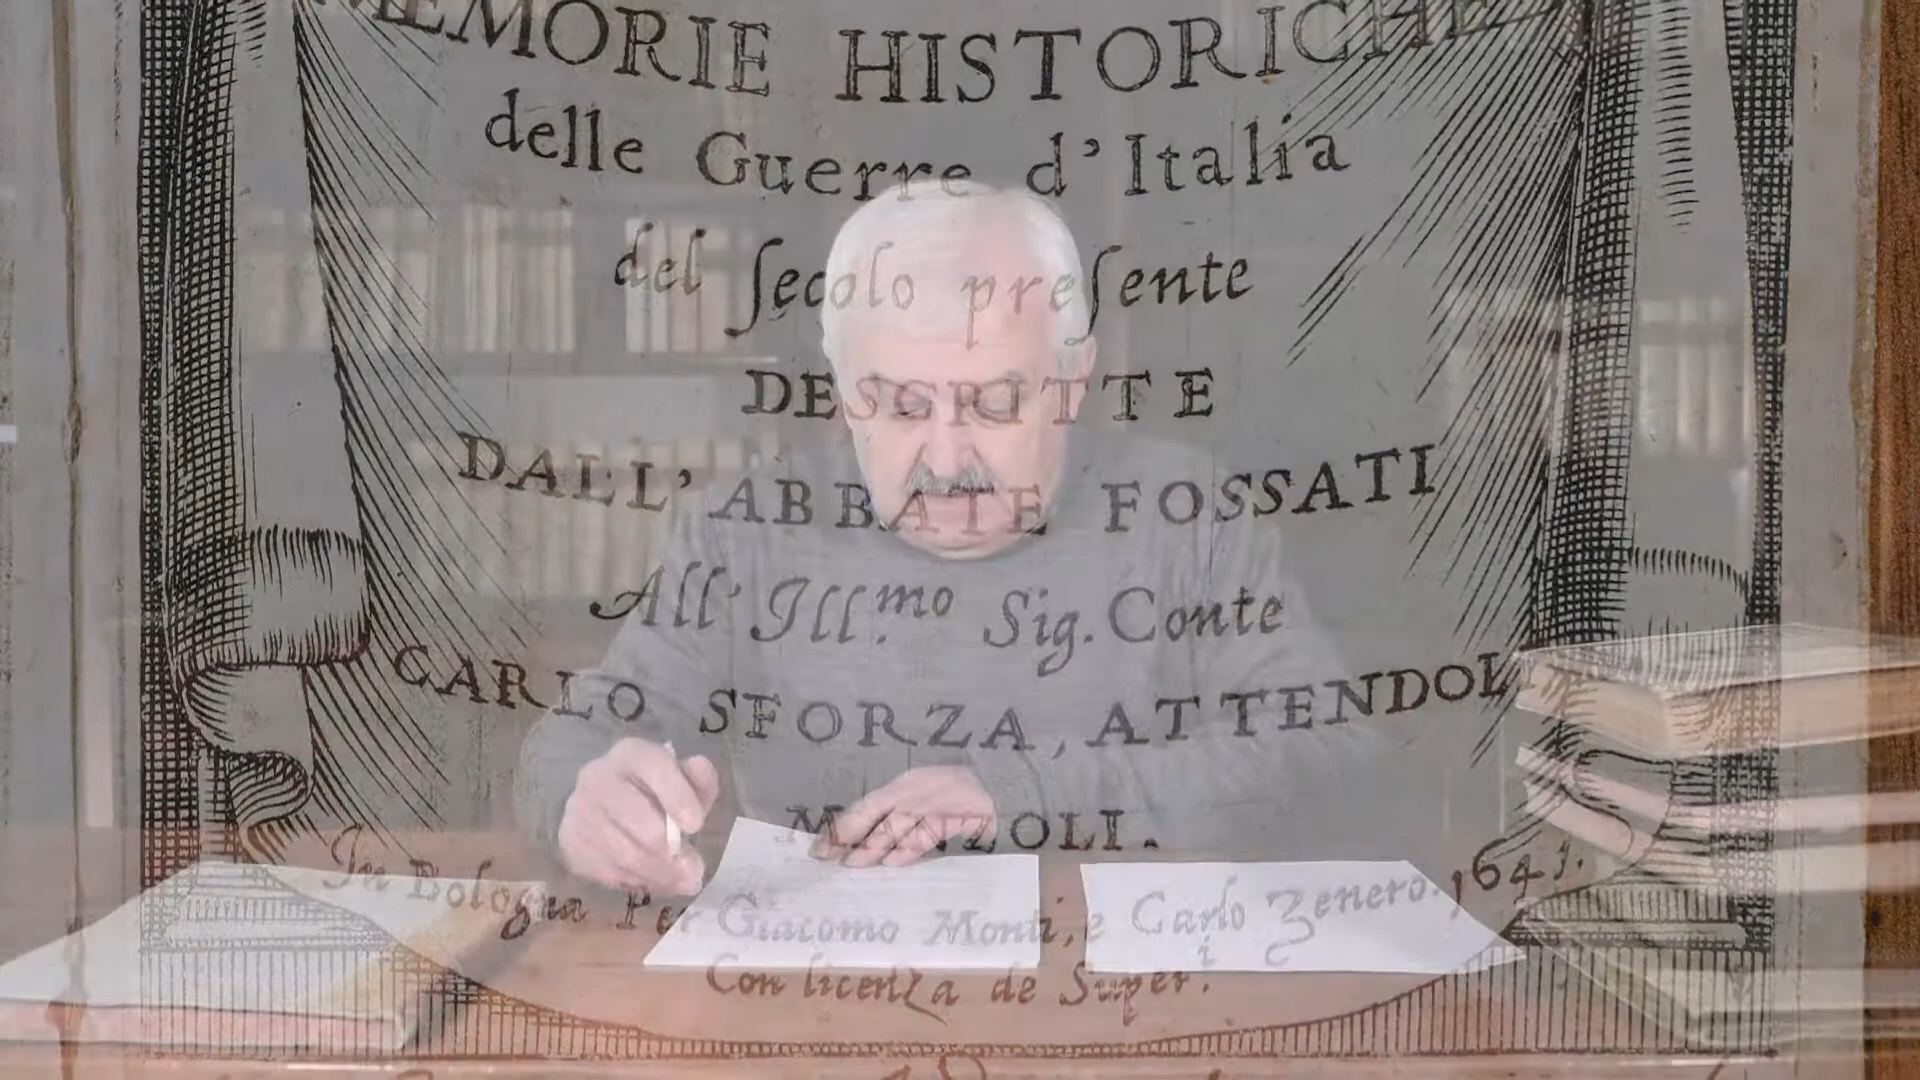 MEMORIE HISTORICHE
delle Guerre d'Italia
del ſecolo preſente
DESCRITTE
DALL' ABBATE FOSSATI
All' Ill.mo Sig. Conte
CARLO SFORZA, ATTENDOLI
MANZOLI.
In Bologna Per Giacomo Monti, e Carlo Zenero.
Con licenza de Super.i